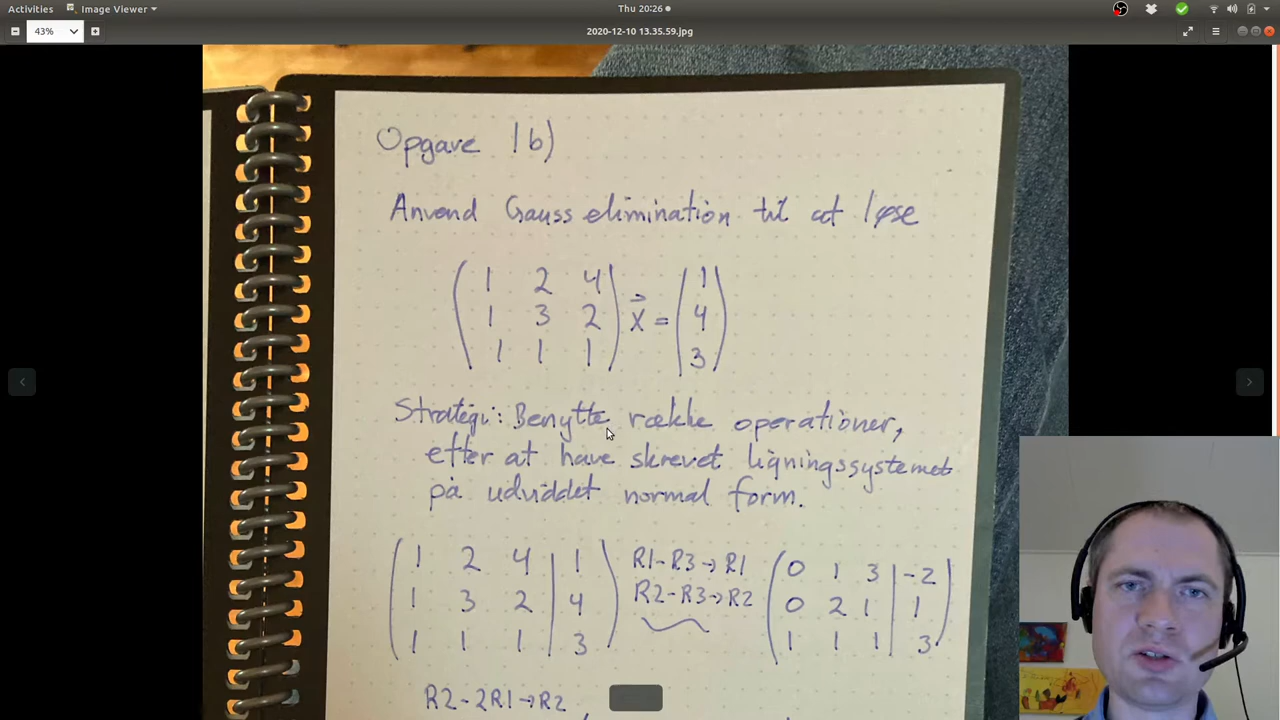 Activities Image Viewer Thu 20:26
43% 2020-12-10 13.35.59.jpg
Opgave 1b)
Anvend Gauss elimination til at løse
1 2 4 1
1 3 2 x = 4
1 1 1 3
Strategi: Benytte række operationer,
efter at have skrevet ligningssystemet
på udviddet normal form.
1 2 4 | 1 R1-R3→R1 0 1 3 | -2
1 3 2 | 4 R2-R3→R2 0 2 1 | 1
1 1 1 | 3 1 1 1 | 3
R2-2R1→R2